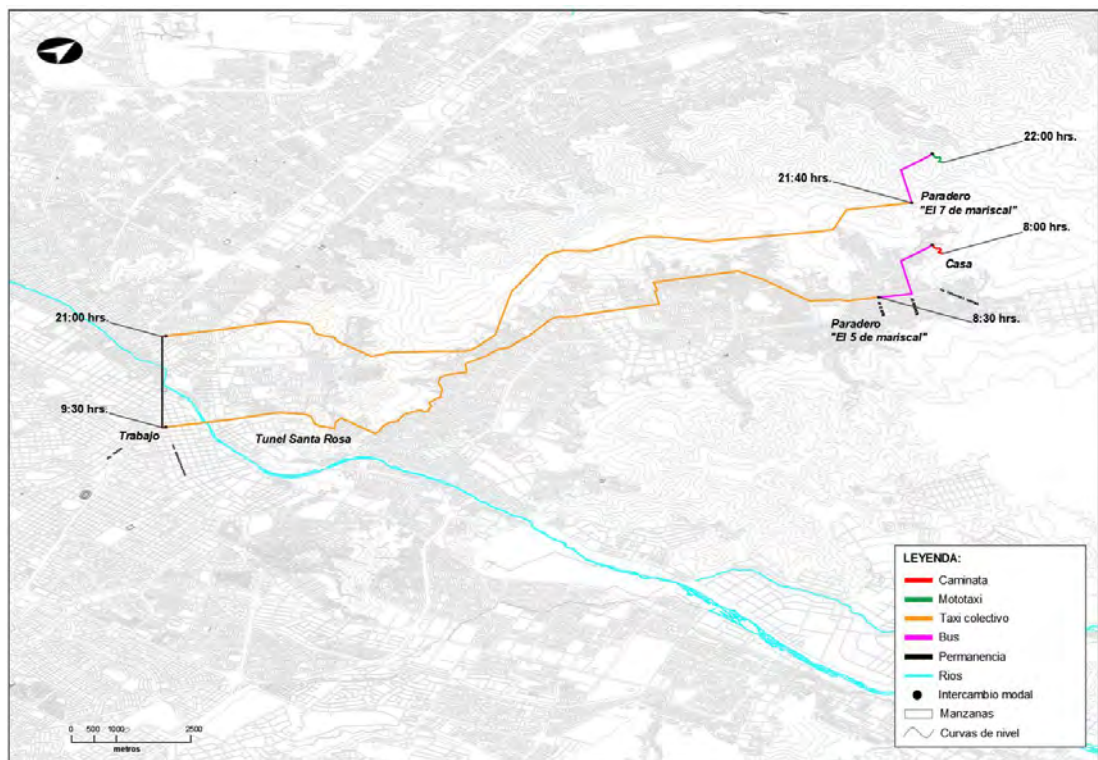 22:00 hrs.
21:40 hrs.
Paradero
"El 7 de mariscal"
8:00 hrs.
Casa
8:30 hrs.
Paradero
"El 5 de mariscal"
21:00 hrs.
9:30 hrs.
Trabajo
Tunel Santa Rosa
LEYENDA:
Caminata
Mototaxi
Taxi colectivo
Bus
Permanencia
Rios
Intercambio modal
Manzanas
Curvas de nivel
0 500 1000 2500
metros